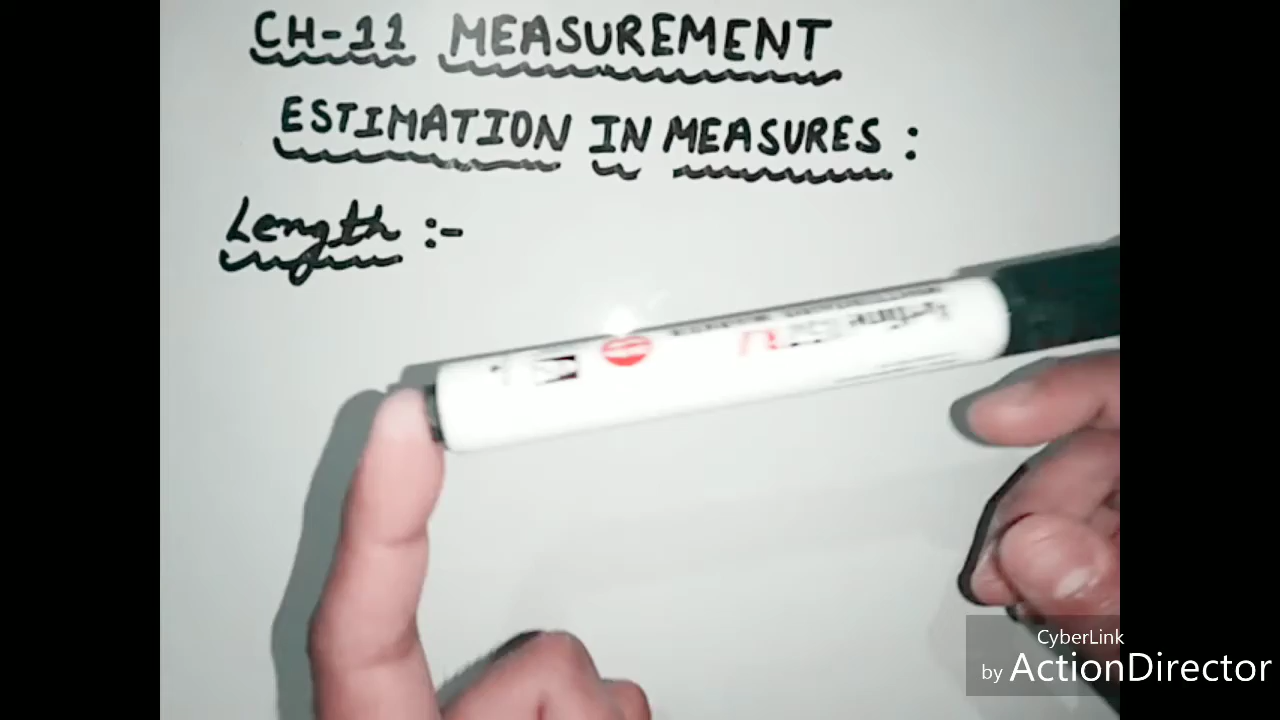 CH-11 MEASUREMENT
ESTIMATION IN MEASURES :
Length :-
CyberLink
by ActionDirector